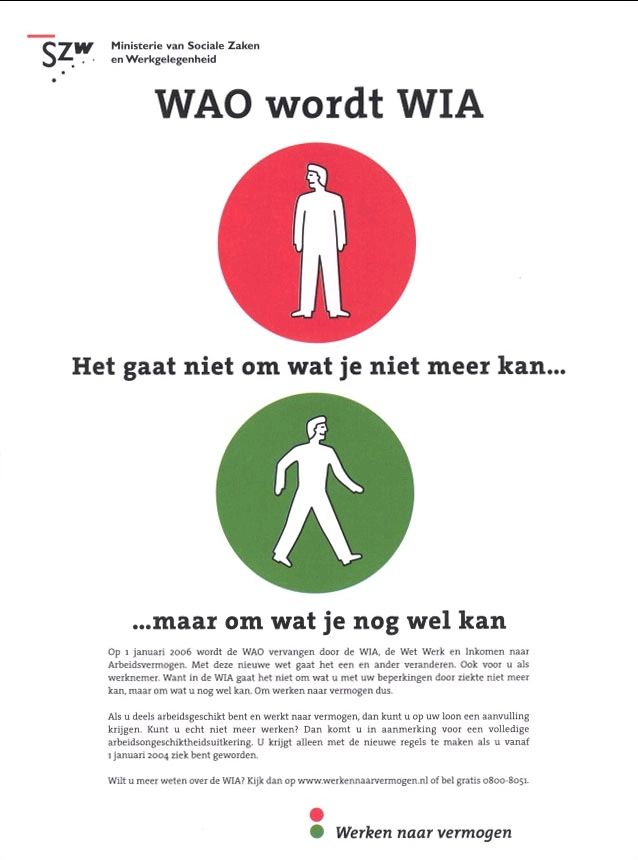 SZW
Ministerie van Sociale Zaken
en Werkgelegenheid
WAO wordt WIA
Het gaat niet om wat je niet meer kan...
...maar om wat je nog wel kan
Op 1 januari 2006 wordt de WAO vervangen door de WIA, de Wet Werk en Inkomen naar
Arbeidsvermogen. Met deze nieuwe wet gaat het een en ander veranderen. Ook voor u als
werknemer. Want in de WIA gaat het niet om wat u met uw beperkingen door ziekte niet meer
kan, maar om wat u nog wel kan. Om werken naar vermogen dus.
Als u deels arbeidsgeschikt bent en werkt naar vermogen, dan kunt u op uw loon een aanvulling
krijgen. Kunt u echt niet meer werken? Dan komt u in aanmerking voor een volledige
arbeidsongeschiktheidsuitkering. U krijgt alleen met de nieuwe regels te maken als u vanaf
1 januari 2004 ziek bent geworden.
Wilt u meer weten over de WIA? Kijk dan op www.werkennaarvermogen.nl of bel gratis 0800-8051.
Werken naar vermogen